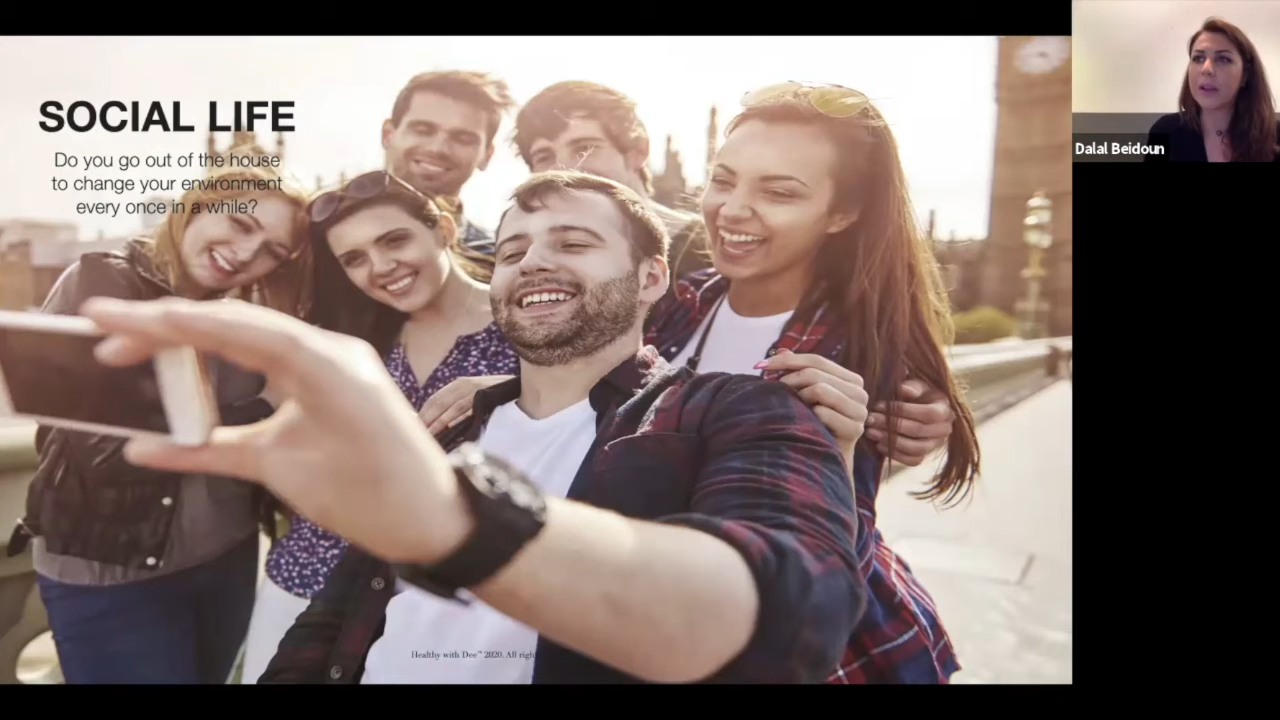 SOCIAL LIFE
Do you go out of the house
to change your environment
every once in a while?
Dalal Beidoun
Healthy with Dee™ 2020. All righ